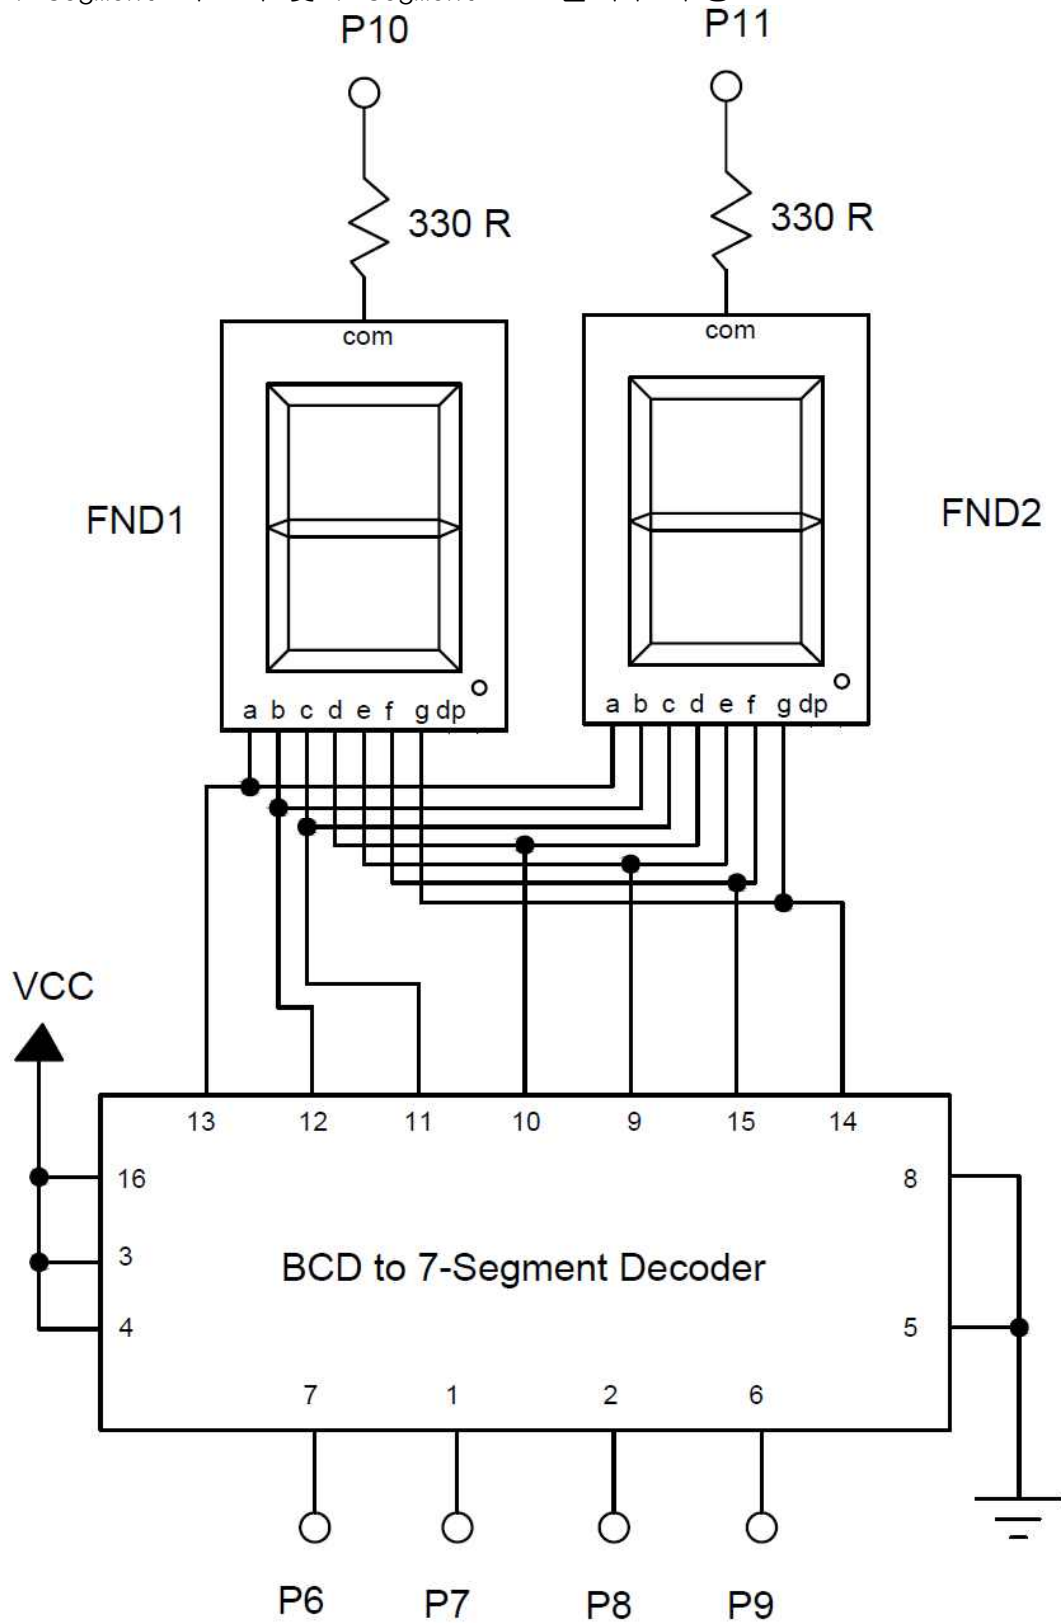 P10
P11
330 R
330 R
com
com
FND1
FND2
a b c d e f g dp
a b c d e f g dp
VCC
13 12 11 10 9 15 14
16
8
3
BCD to 7-Segment Decoder
4
5
7 1 2 6
P6 P7 P8 P9